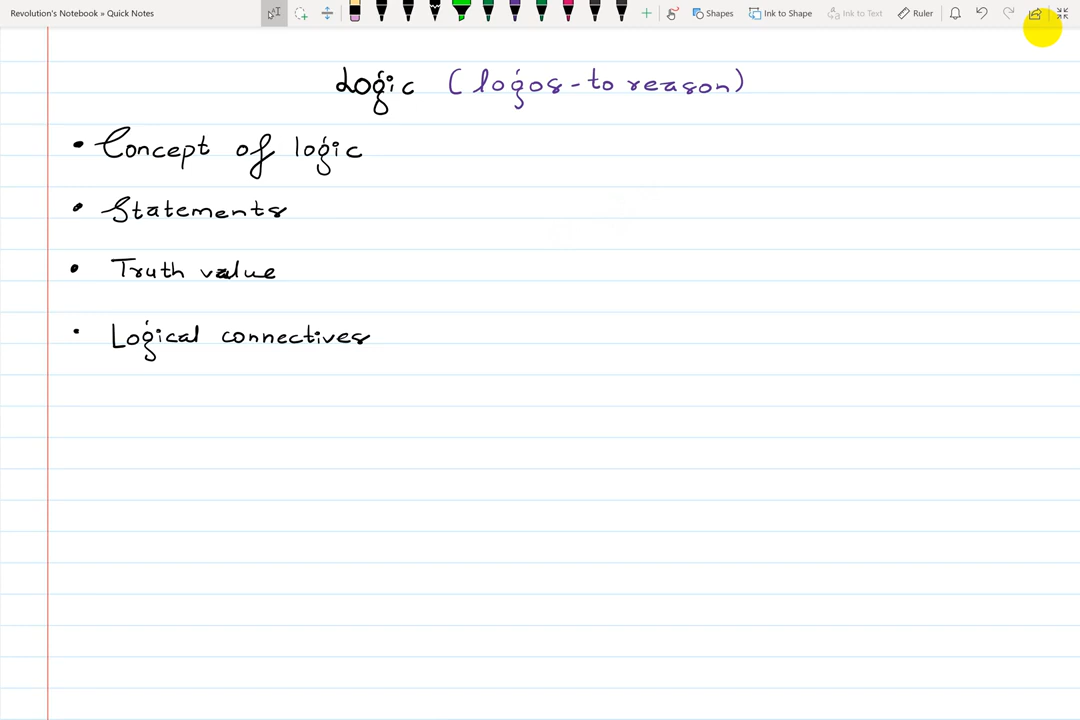 Revolution's Notebook » Quick Notes
Shapes Ink to Shape Ink to Text Ruler
Logic (logos - to reason)
• Concept of logic
• Statements
• Truth value
• Logical connectives